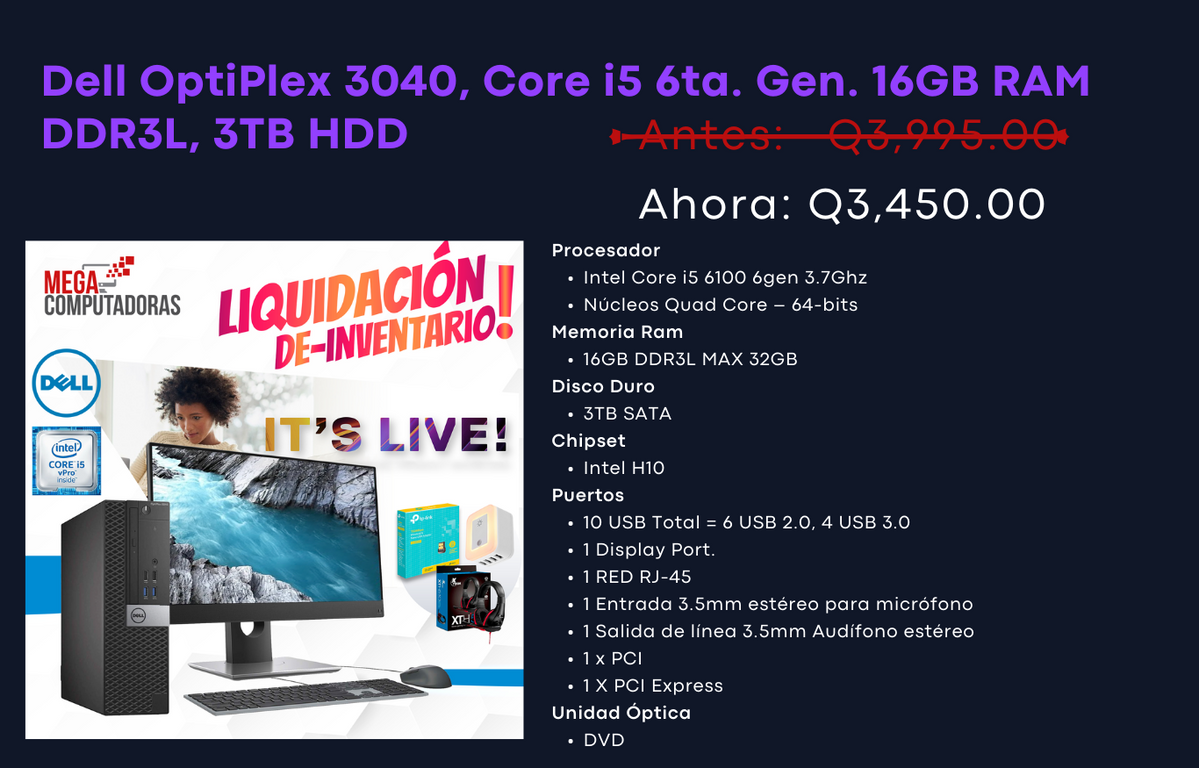 Dell OptiPlex 3040, Core i5 6ta. Gen. 16GB RAM
DDR3L, 3TB HDD
Antes: Q3,995.00
Ahora: Q3,450.00
MEGA
COMPUTADORAS
LIQUIDACIÓN
DE-INVENTARIO!
DELL
intel
CORE i5
vPro
inside
IT'S LIVE!
tp-link
DELL
Procesador
• Intel Core i5 6100 6gen 3.7Ghz
• Núcleos Quad Core – 64-bits
Memoria Ram
• 16GB DDR3L MAX 32GB
Disco Duro
• 3TB SATA
Chipset
• Intel H10
Puertos
• 10 USB Total = 6 USB 2.0, 4 USB 3.0
• 1 Display Port.
• 1 RED RJ-45
• 1 Entrada 3.5mm estéreo para micrófono
• 1 Salida de línea 3.5mm Audífono estéreo
• 1 x PCI
• 1 X PCI Express
Unidad Óptica
• DVD